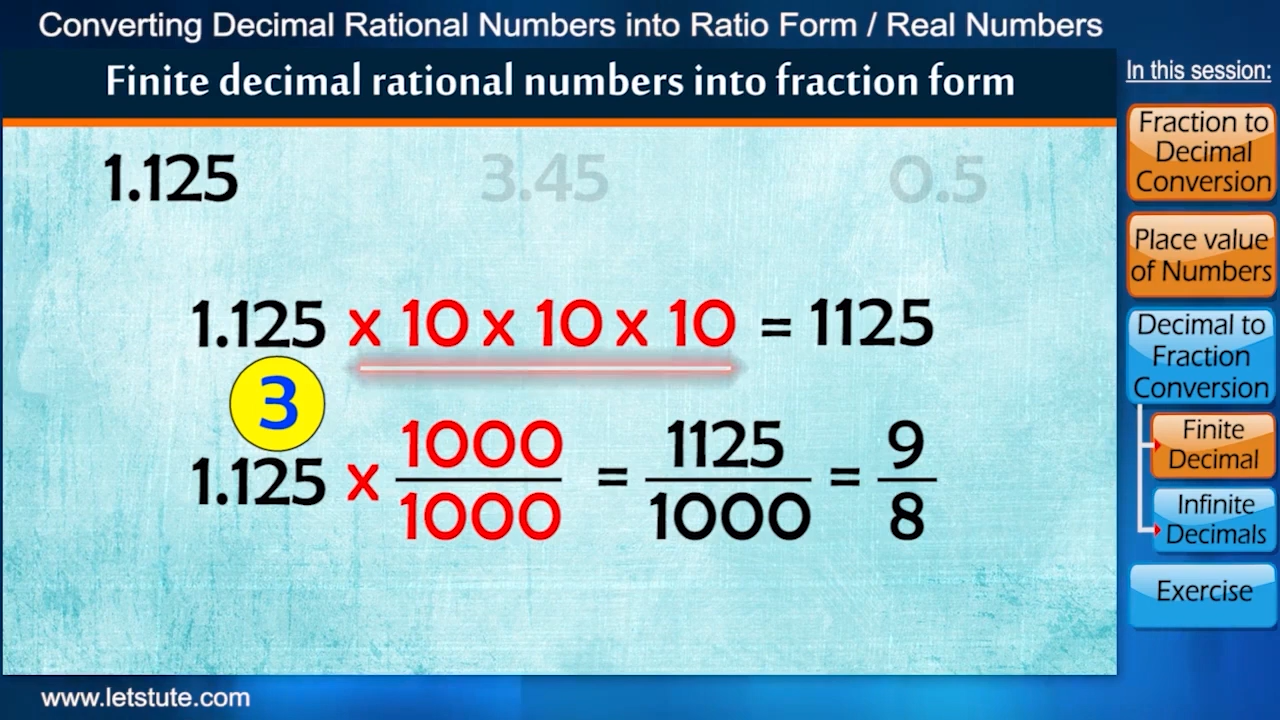 Converting Decimal Rational Numbers into Ratio Form / Real Numbers
Finite decimal rational numbers into fraction form
In this session:
Fraction to
Decimal
Conversion
Place value
of Numbers
Decimal to
Fraction
Conversion
Finite
Decimal
Infinite
Decimals
Exercise
1.125 3.45 0.5
1.125 x 10 x 10 x 10 = 1125
3
1.125 x 1000/1000 = 1125/1000 = 9/8
www.letstute.com